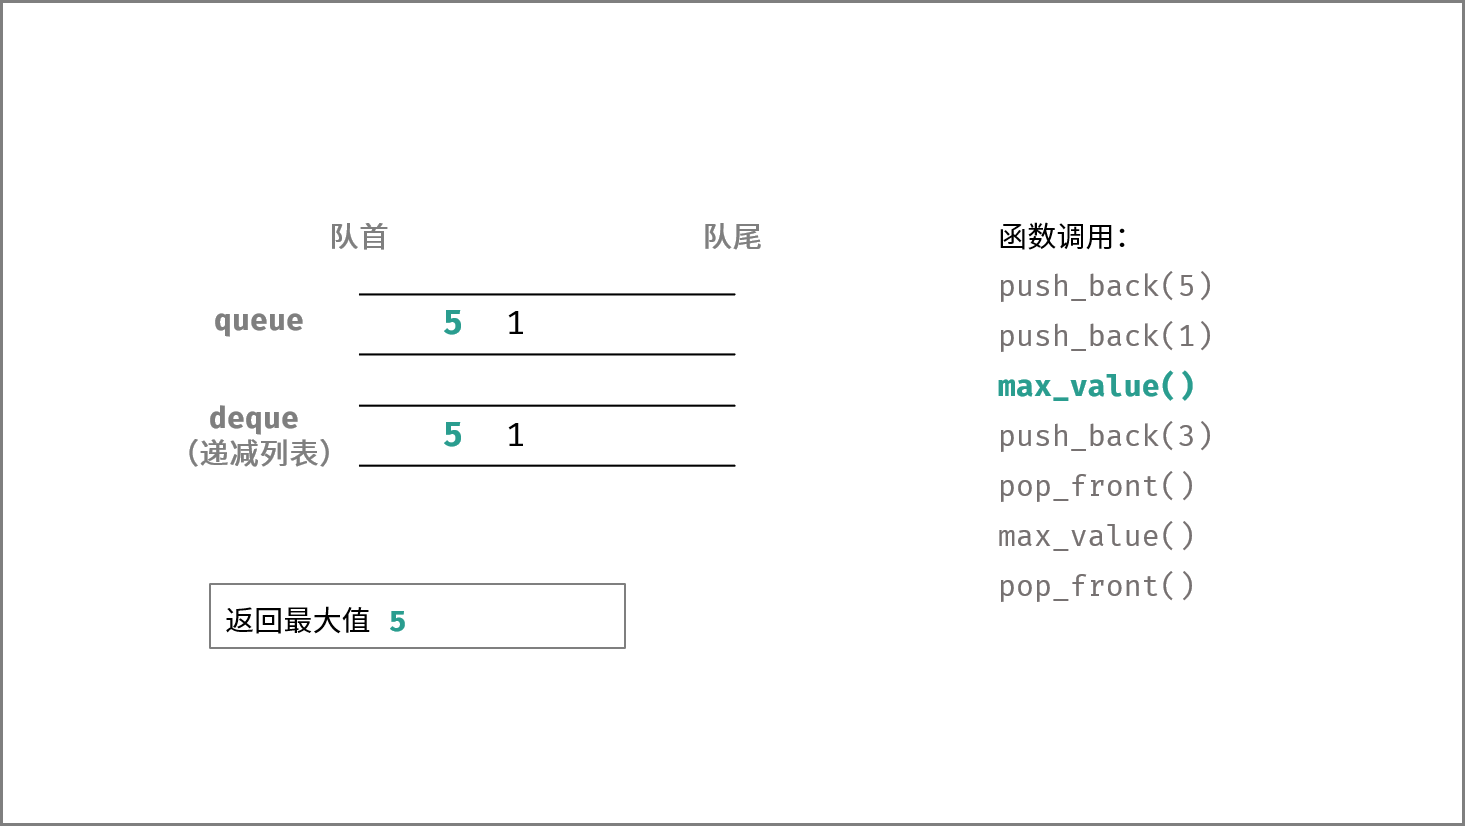 队首 队尾
queue 5 1
deque 5 1
（递减列表）
返回最大值 5
函数调用：
push_back(5)
push_back(1)
max_value()
push_back(3)
pop_front()
max_value()
pop_front()